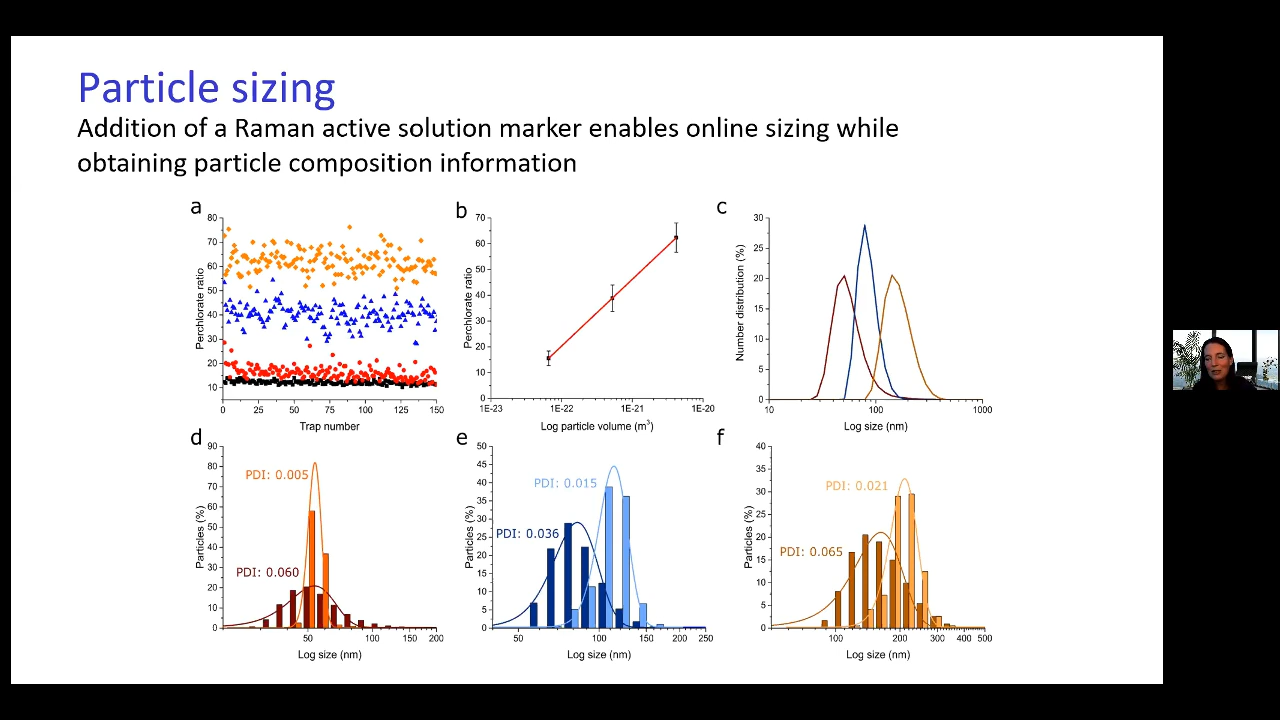 Particle sizing
Addition of a Raman active solution marker enables online sizing while
obtaining particle composition information
a
80
70
60
50
40
30
20
10
Perchlorate ratio
0 25 50 75 100 125 150
Trap number
b
70
60
50
40
30
20
10
0
Perchlorate ratio
1E-23 1E-22 1E-21 1E-20
Log particle volume (m³)
c
30
25
20
15
10
5
0
Number distribution (%)
10 100 1000
Log size (nm)
d
90
80
70
60
50
40
30
20
10
0
Particles (%)
PDI: 0.005
PDI: 0.060
50 100 150 200
Log size (nm)
e
50
45
40
35
30
25
20
15
10
5
0
Particles (%)
PDI: 0.015
PDI: 0.036
50 100 150 200 250
Log size (nm)
f
40
35
30
25
20
15
10
5
0
Particles (%)
PDI: 0.021
PDI: 0.065
100 200 300 400 500
Log size (nm)